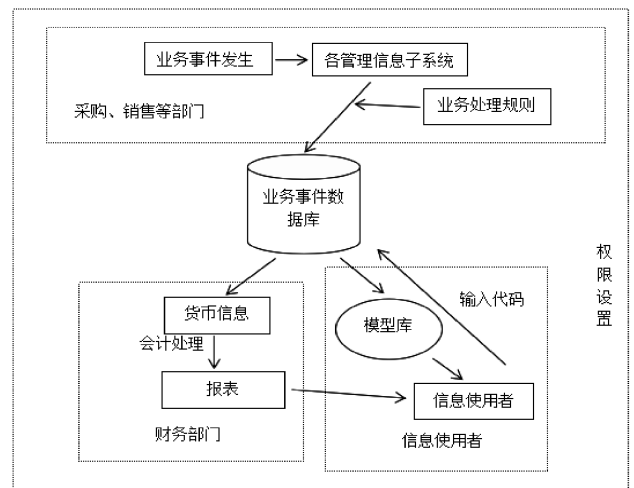 业务事件发生
各管理信息子系统
采购、销售等部门
业务处理规则
业务事件数
据库
权
限
设
置
货币信息
会计处理
报表
财务部门
模型库
输入代码
信息使用者
信息使用者